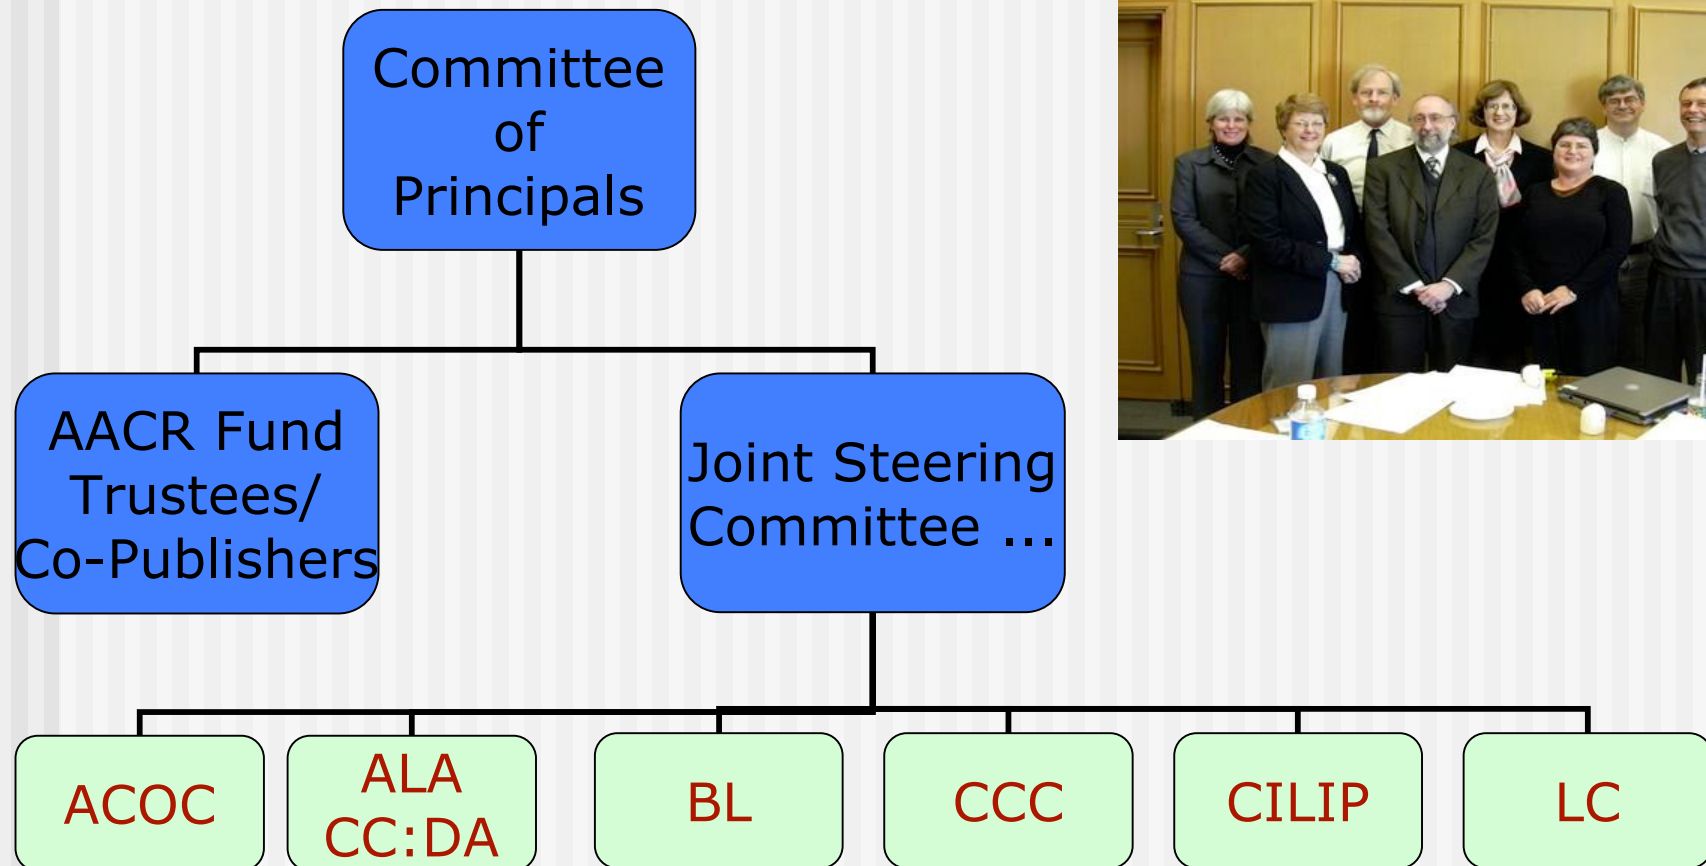 Committee
of
Principals
AACR Fund
Trustees/
Co-Publishers
Joint Steering
Committee ...
ACOC
ALA
CC:DA
BL
CCC
CILIP
LC